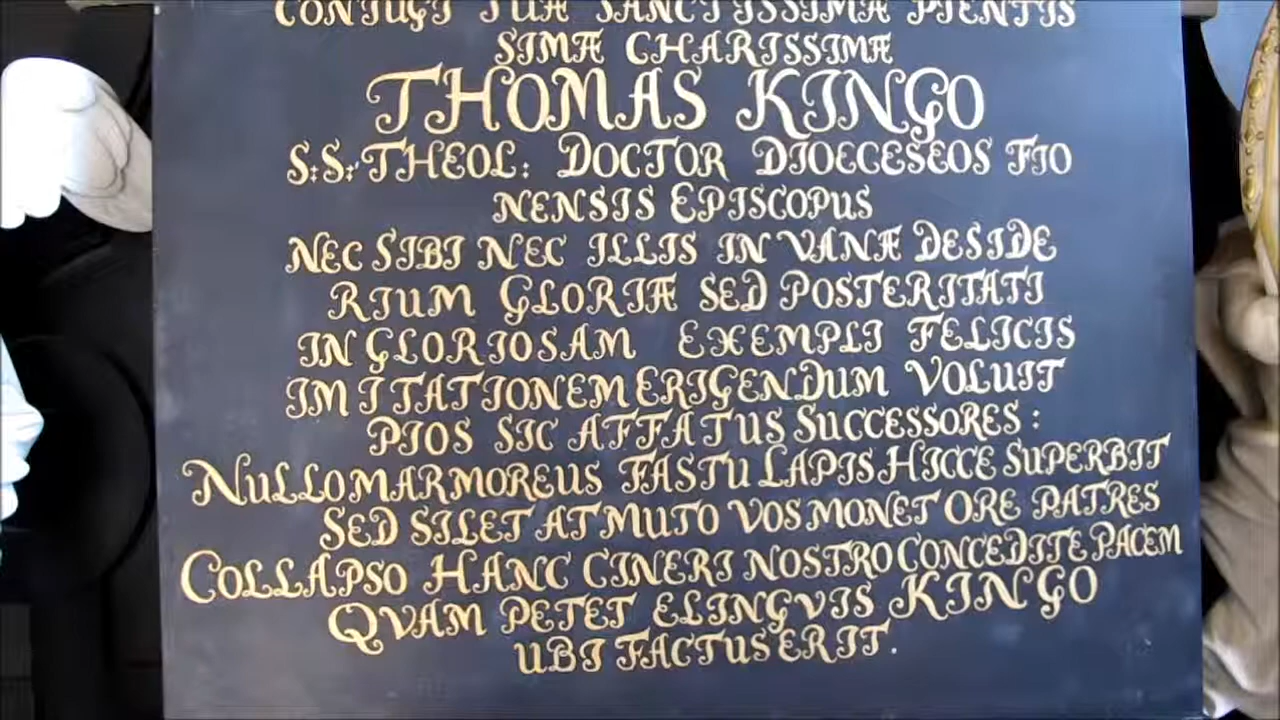 CONIUGI SUÆ SANCTISSIMÆ PIENTIS
SIMÆ CHARISSIMÆ
THOMAS KINGO
S:S: THEOL: DOCTOR DIOECESEOS FIO
NENSIS EPISCOPUS
NEC SIBI NEC ILLIS IN VANÆ DESIDE
RIUM GLORIÆ SED POSTERITATI
IN GLORIOSAM EXEMPLI FELICIS
IMITATIONEM ERIGENDUM VOLUIT
PIOS SIC AFFATUS SUCCESSORES:
NULLO MARMOREUS FASTU LAPIS HICCE SUPERBIT
SED SILET AT MUTO VOS MONET ORE PATRES
COLLAPSO HANC CINERI NOSTRO CONCEDITE PACEM
QVAM PETET ELINGVIS KINGO
UBI FACTUS ERIT.